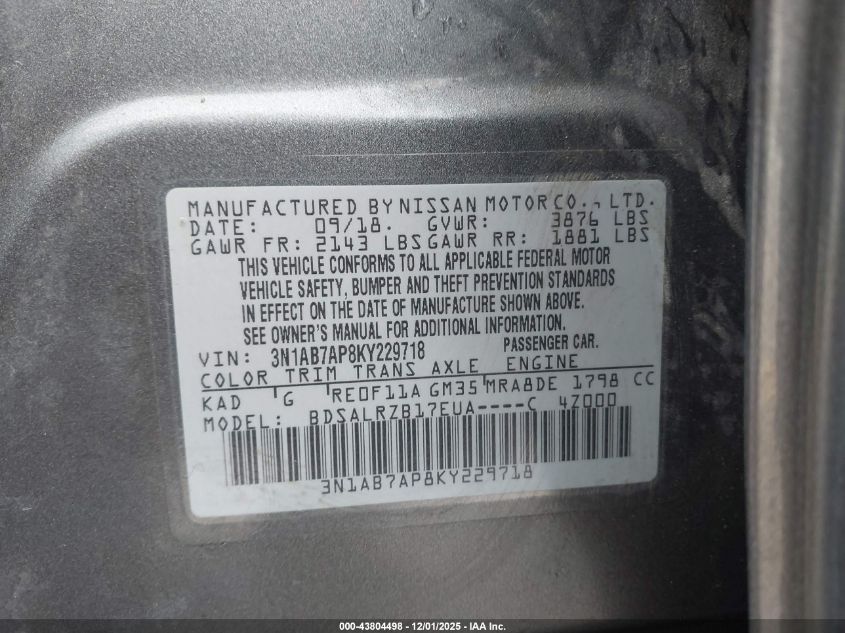 MANUFACTURED BY NISSAN MOTOR CO., LTD.
DATE: 09/18. GVWR: 3876 LBS
GAWR FR: 2143 LBS GAWR RR: 1881 LBS
THIS VEHICLE CONFORMS TO ALL APPLICABLE FEDERAL MOTOR
VEHICLE SAFETY, BUMPER AND THEFT PREVENTION STANDARDS
IN EFFECT ON THE DATE OF MANUFACTURE SHOWN ABOVE.
SEE OWNER'S MANUAL FOR ADDITIONAL INFORMATION.
VIN: 3N1AB7AP8KY229718 PASSENGER CAR.
COLOR TRIM TRANS AXLE ENGINE
KAD G RE0F11A GM35 MRA8DE 1798 CC
MODEL: BDSALRZB17EUA----C 4Z000
3N1AB7AP8KY229718
000-43804498 - 12/01/2025 - IAA Inc.